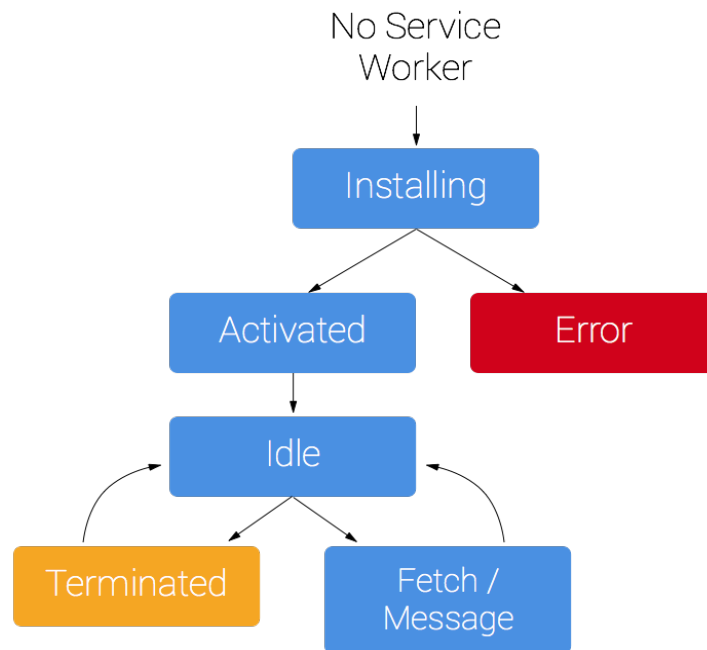 No Service
Worker
Installing
Activated
Error
Idle
Terminated
Fetch /
Message